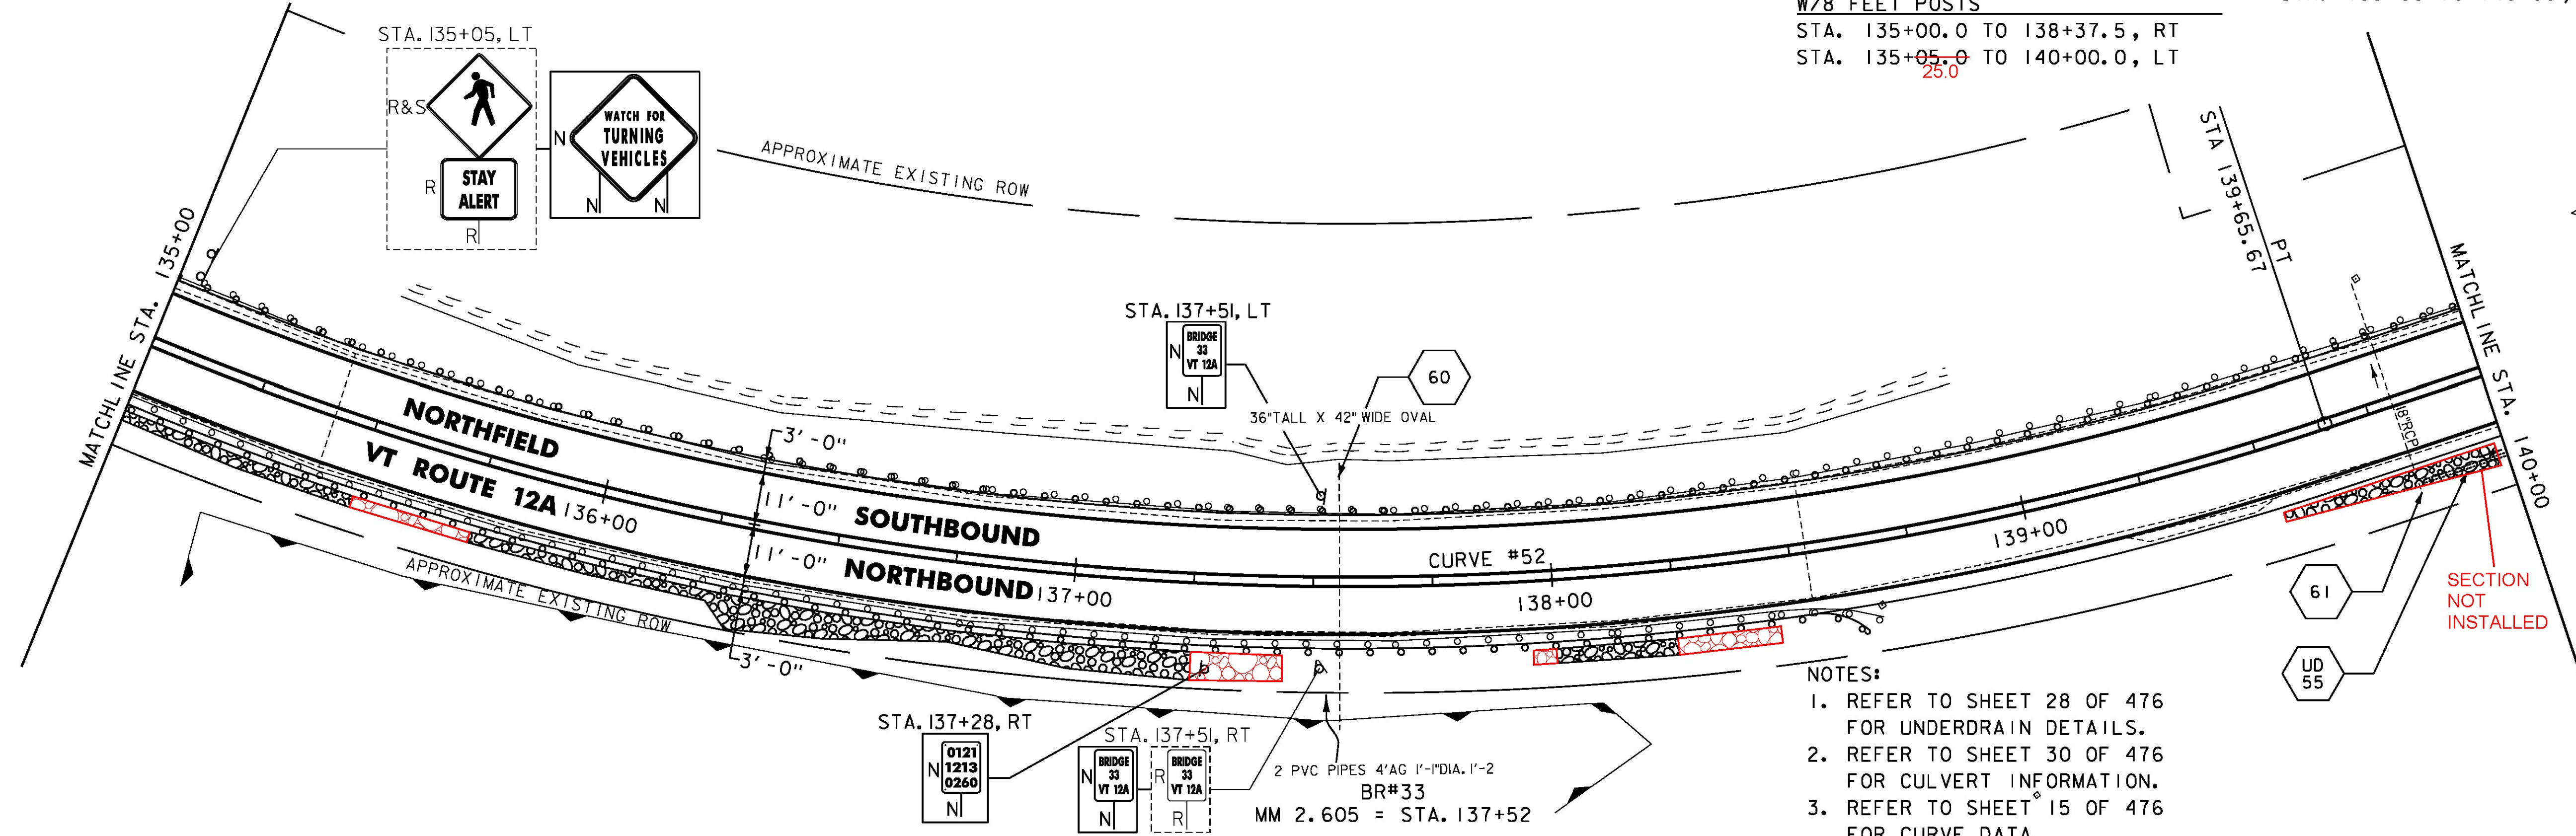 W/8 FEET POSTS
STA. 135+00.0 TO 138+37.5, RT
STA. 135+05.0 TO 140+00.0, LT
25.0
STA. 135+05, LT
R&S
R
STAY
ALERT
R
N
WATCH FOR
TURNING
VEHICLES
N N
APPROXIMATE EXISTING ROW
STA 139+65.67
PT
MATCHLINE STA. 135+00
MATCHLINE STA. 140+00
STA. 137+51, LT
N
BRIDGE
33
VT 12A
N
60
36"TALL X 42" WIDE OVAL
18"RCP
NORTHFIELD
VT ROUTE 12A
136+00
3'-0"
11'-0"
SOUTHBOUND
11'-0"
NORTHBOUND
137+00
3'-0"
CURVE #52
138+00
139+00
APPROXIMATE EXISTING ROW
61
UD
55
SECTION
NOT
INSTALLED
STA. 137+28, RT
N
0121
1213
0260
N
STA. 137+51, RT
N
BRIDGE
33
VT 12A
N
R
BRIDGE
33
VT 12A
R
2 PVC PIPES 4'AG 1'-1"DIA. 1'-2
BR#33
MM 2.605 = STA. 137+52
NOTES:
1. REFER TO SHEET 28 OF 476
FOR UNDERDRAIN DETAILS.
2. REFER TO SHEET 30 OF 476
FOR CULVERT INFORMATION.
3. REFER TO SHEET 15 OF 476
FOR CURVE DATA